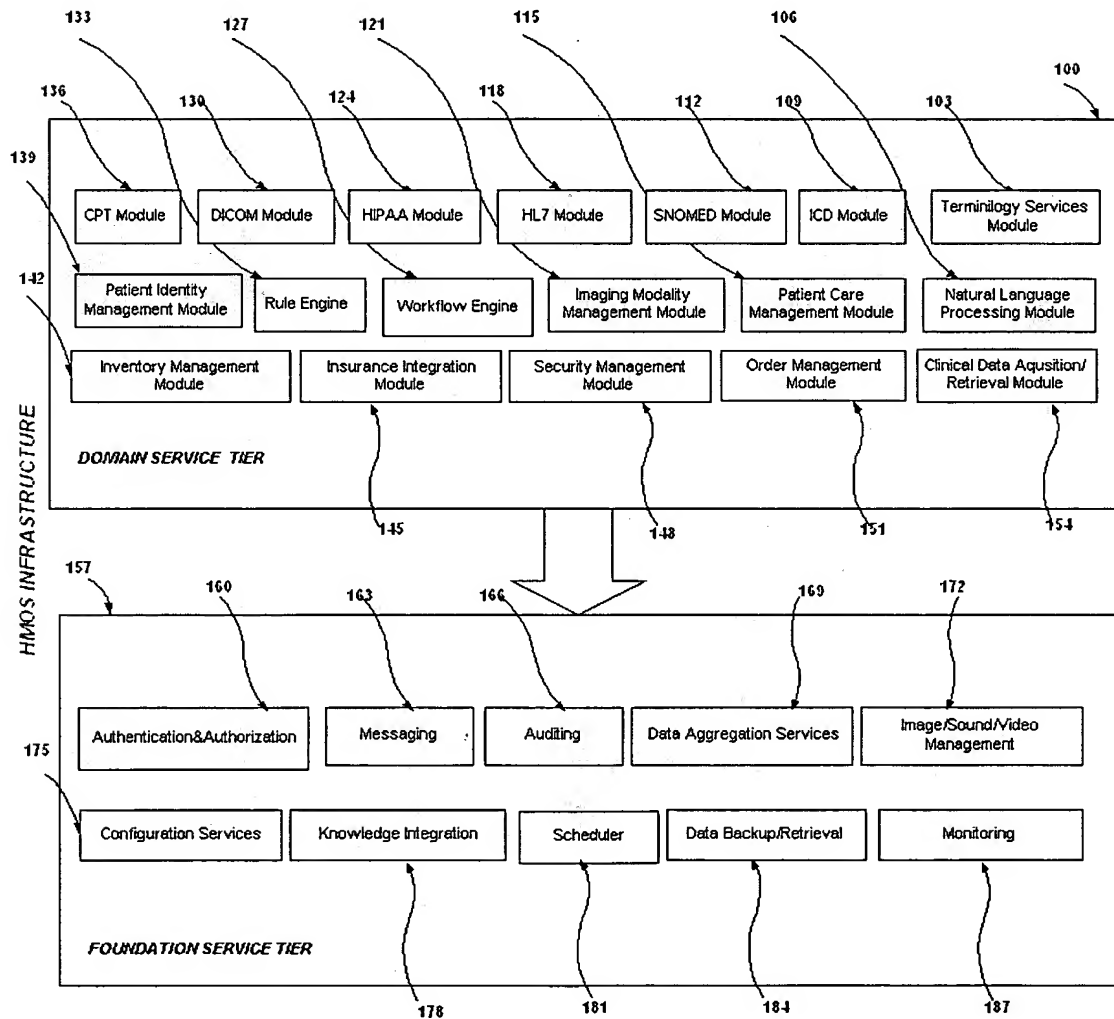 133
127
121
115
106
136
130
124
118
112
109
103
100
139
CPT Module
DICOM Module
HIPAA Module
HL7 Module
SNOMED Module
ICD Module
Terminilogy Services
Module
142
Patient Identity
Management Module
Rule Engine
Workflow Engine
Imaging Modality
Management Module
Patient Care
Management Module
Natural Language
Processing Module
Inventory Management
Module
Insurance Integration
Module
Security Management
Module
Order Management
Module
Clinical Data Aqusition/
Retrieval Module
DOMAIN SERVICE TIER
145
148
151
154
HMOS INFRASTRUCTURE
157
160
163
166
169
172
Authentication&Authorization
Messaging
Auditing
Data Aggregation Services
Image/Sound/Video
Management
175
Configuration Services
Knowledge Integration
Scheduler
Data Backup/Retrieval
Monitoring
FOUNDATION SERVICE TIER
178
181
184
187